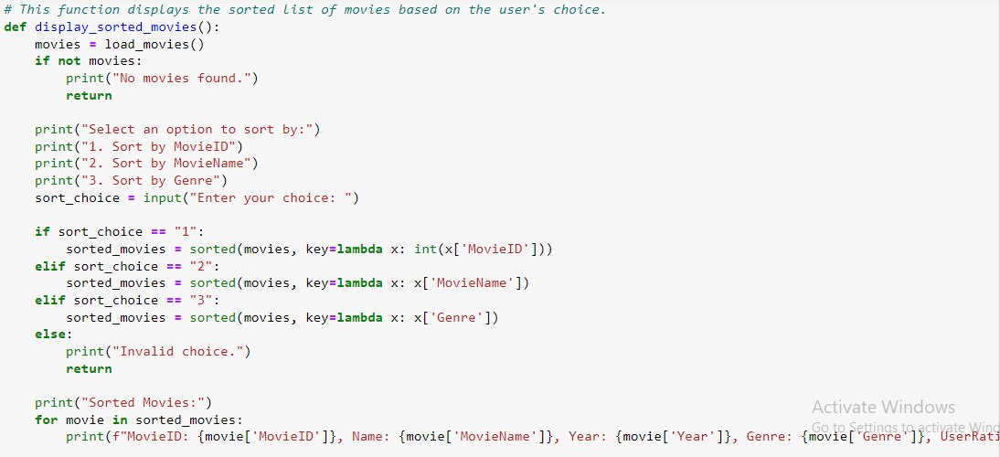 # This function displays the sorted list of movies based on the user's choice.
def display_sorted_movies():
    movies = load_movies()
    if not movies:
        print("No movies found.")
        return

    print("Select an option to sort by:")
    print("1. Sort by MovieID")
    print("2. Sort by MovieName")
    print("3. Sort by Genre")
    sort_choice = input("Enter your choice: ")

    if sort_choice == "1":
        sorted_movies = sorted(movies, key=lambda x: int(x['MovieID']))
    elif sort_choice == "2":
        sorted_movies = sorted(movies, key=lambda x: x['MovieName'])
    elif sort_choice == "3":
        sorted_movies = sorted(movies, key=lambda x: x['Genre'])
    else:
        print("Invalid choice.")
        return

    print("Sorted Movies:")
    for movie in sorted_movies:
        print(f"MovieID: {movie['MovieID']}, Name: {movie['MovieName']}, Year: {movie['Year']}, Genre: {movie['Genre']}, UserRati
Activate Windows
Go to Settings to activate Wind